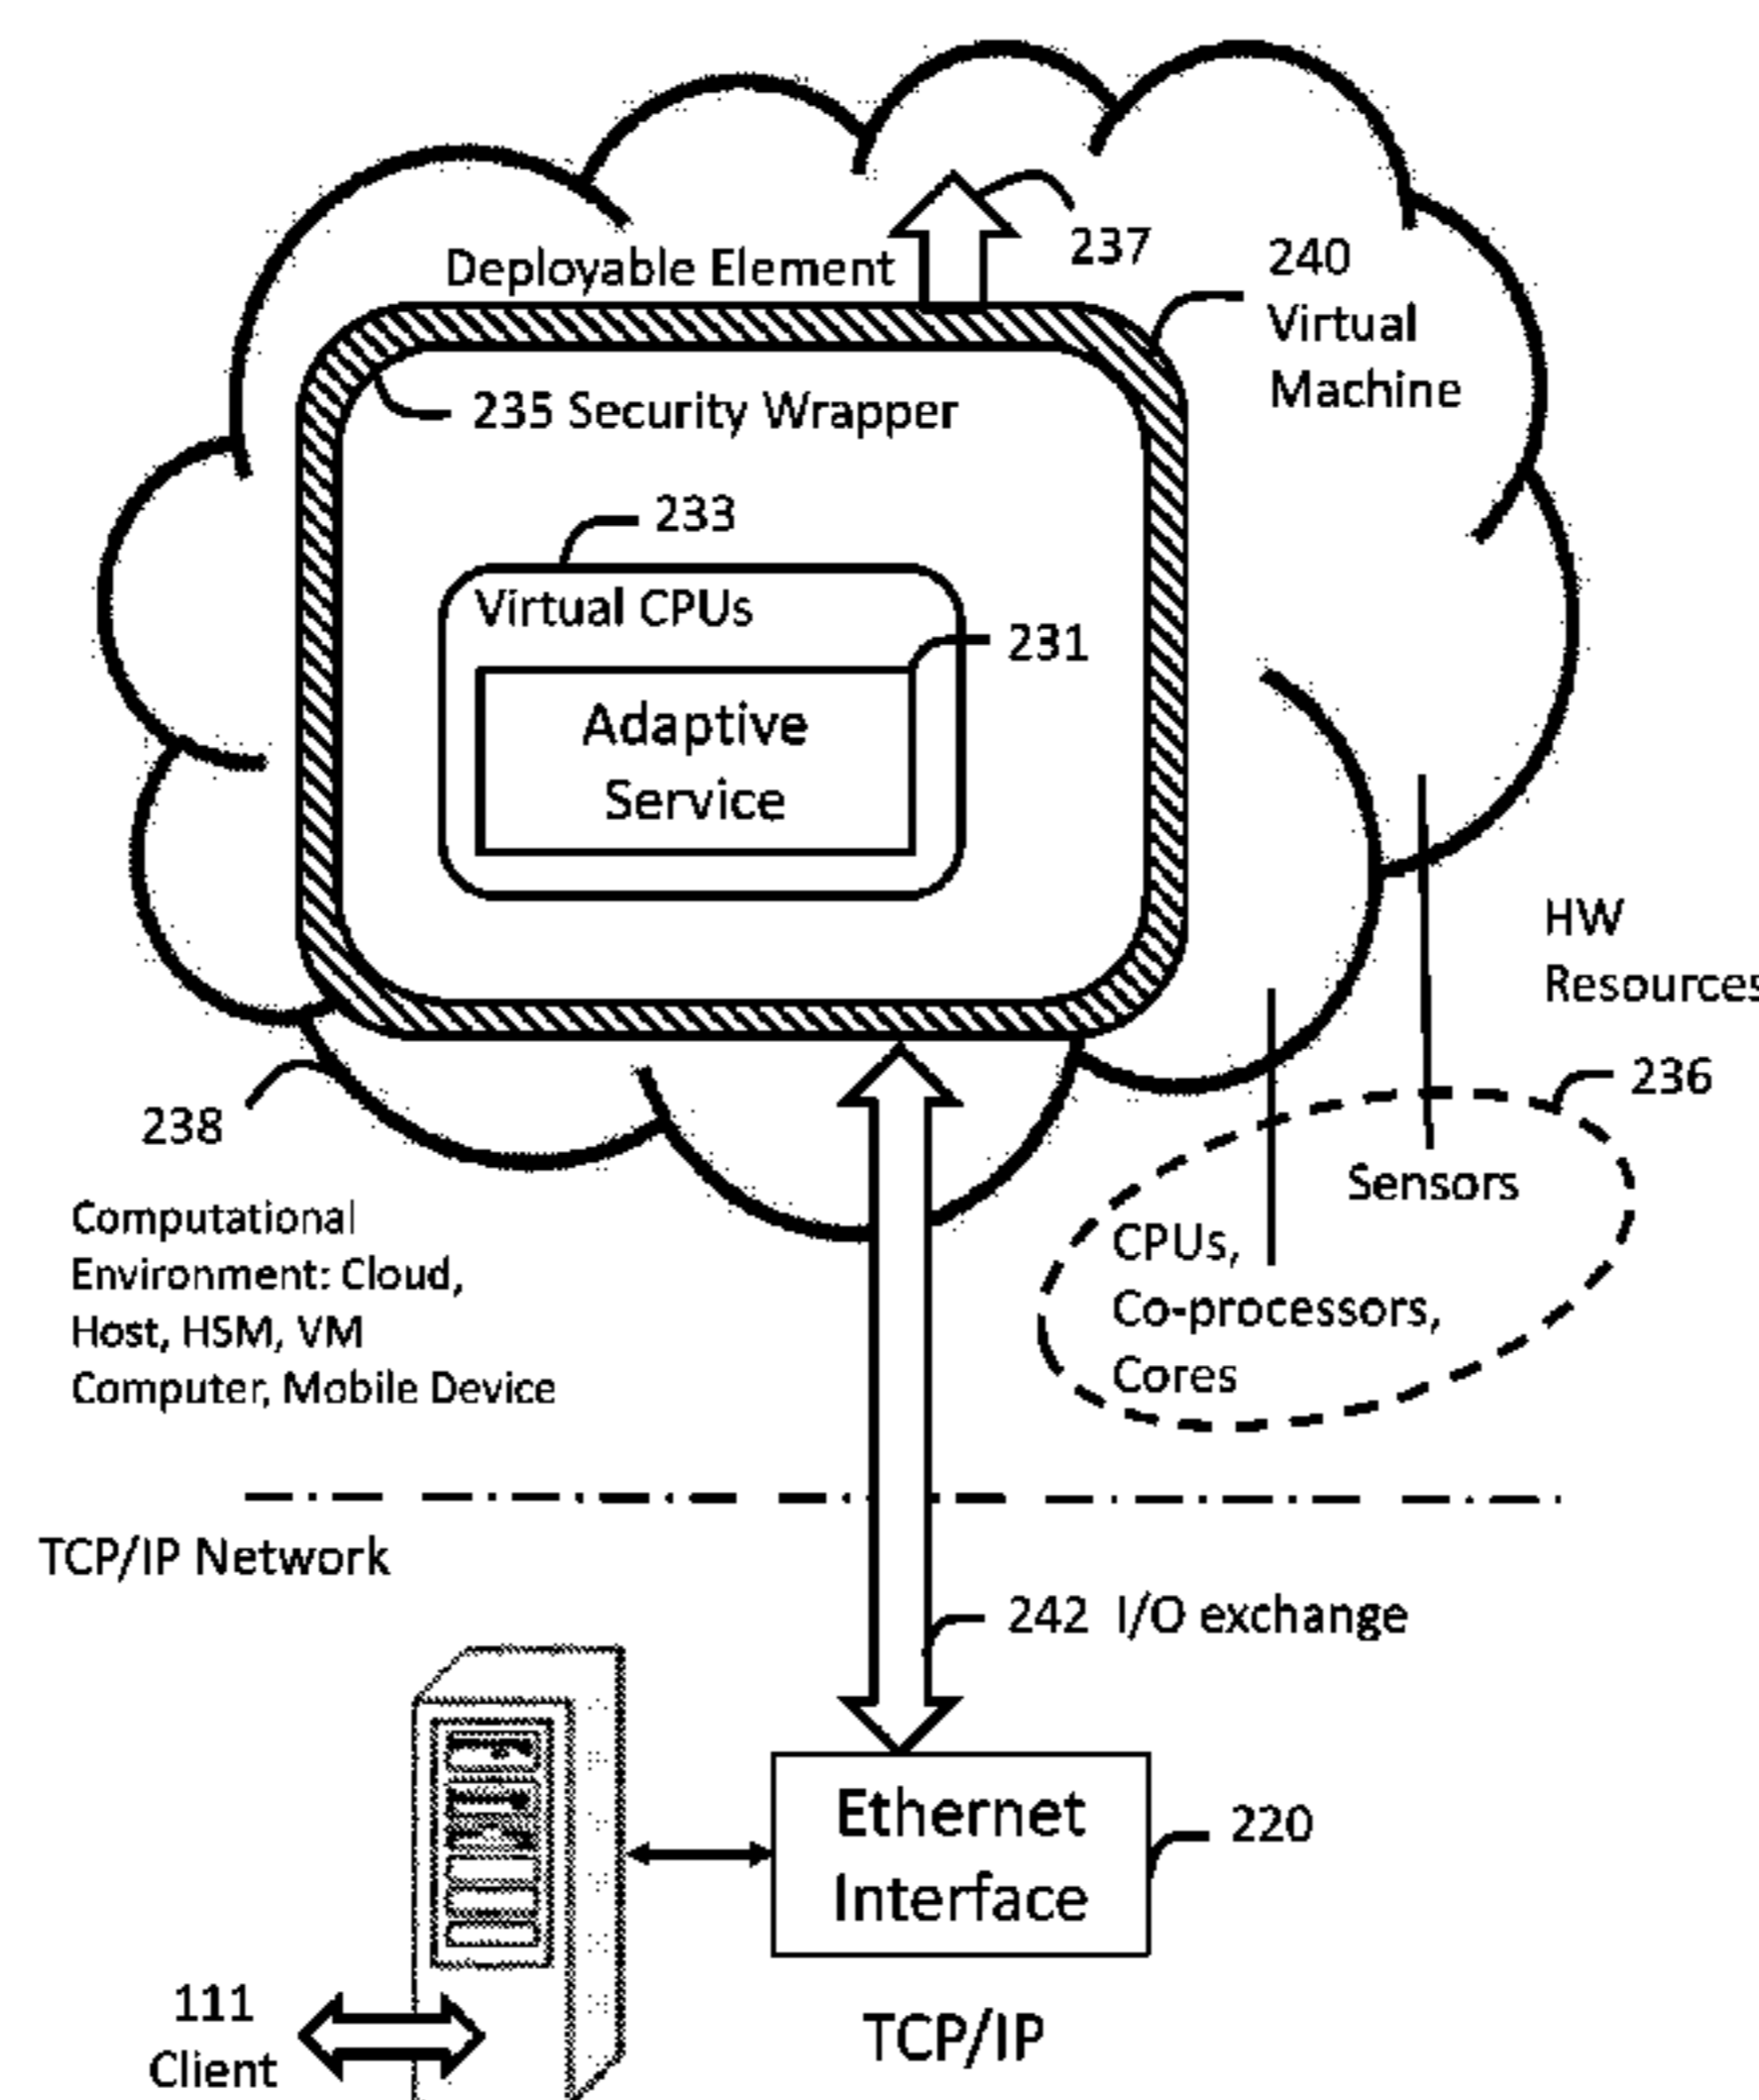 237
Deployable Element
240
Virtual
Machine
235 Security Wrapper
233
Virtual CPUs
231
Adaptive
Service
HW
Resources
236
238
Sensors
Computational
Environment: Cloud,
Host, HSM, VM
Computer, Mobile Device
CPUs,
Co-processors,
Cores
TCP/IP Network
242 I/O exchange
Ethernet
Interface
220
111
Client
TCP/IP